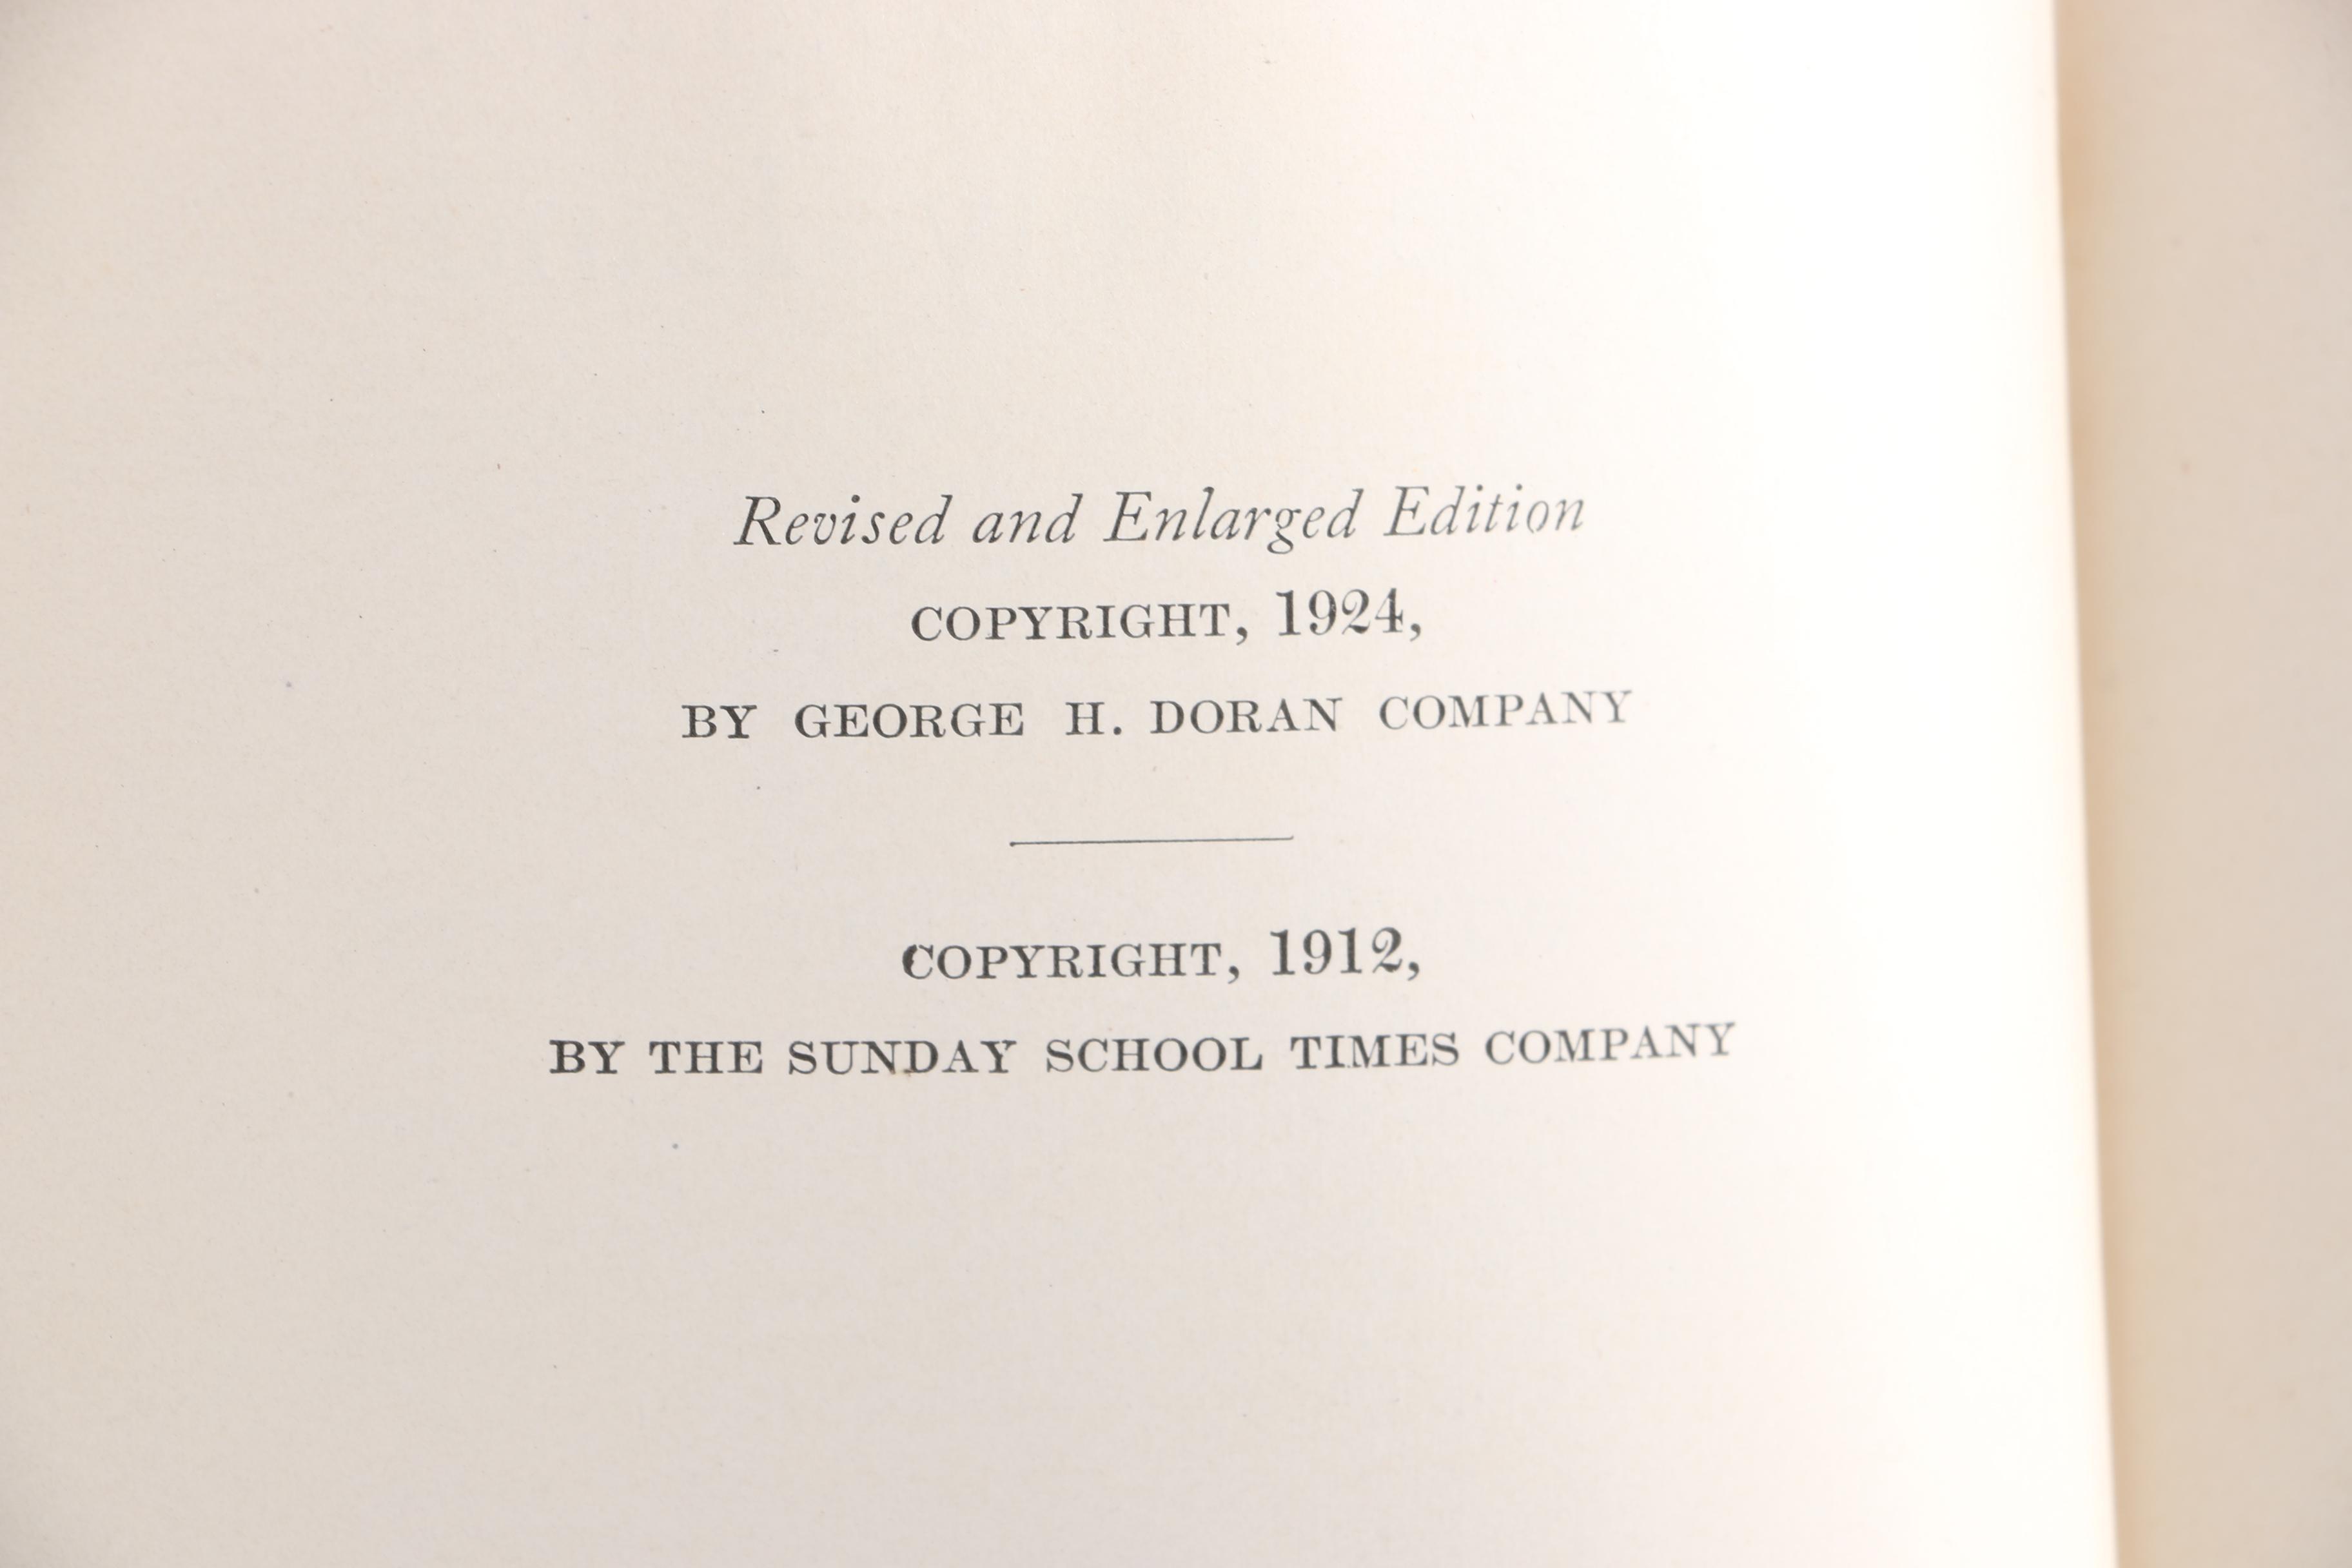 Revised and Enlarged Edition
COPYRIGHT, 1924,
BY GEORGE H. DORAN COMPANY
COPYRIGHT, 1912,
BY THE SUNDAY SCHOOL TIMES COMPANY